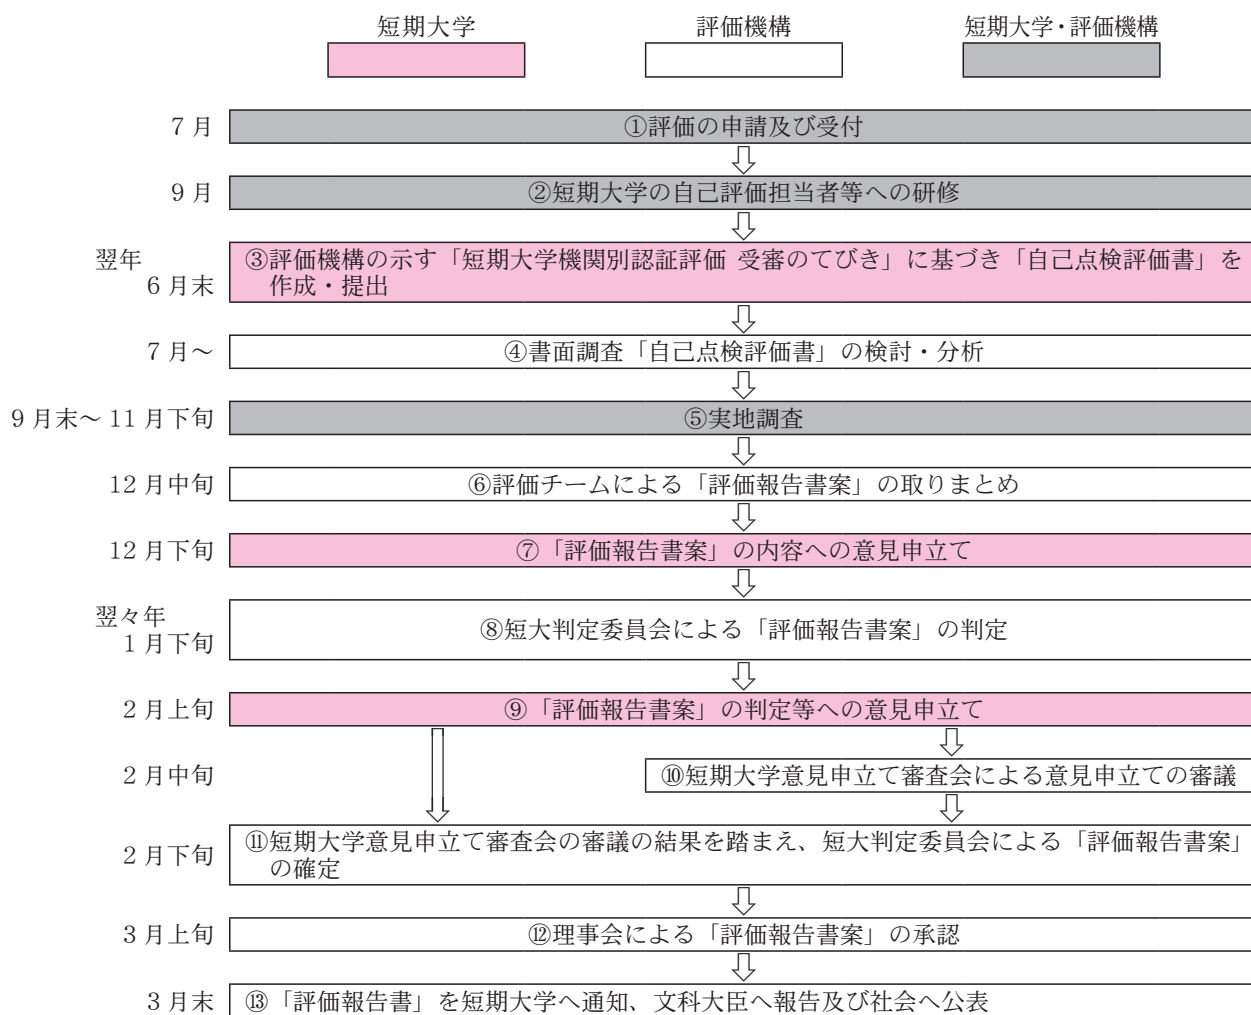 短期大学
評価機構
短期大学・評価機構
7月
①評価の申請及び受付
9月
②短期大学の自己評価担当者等への研修
翌年
6月末
③評価機構の示す「短期大学機関別認証評価 受審のてびき」に基づき「自己点検評価書」を
作成・提出
7月～
④書面調査「自己点検評価書」の検討・分析
9月末～11月下旬
⑤実地調査
12月中旬
⑥評価チームによる「評価報告書案」の取りまとめ
12月下旬
⑦「評価報告書案」の内容への意見申立て
翌々年
1月下旬
⑧短大判定委員会による「評価報告書案」の判定
2月上旬
⑨「評価報告書案」の判定等への意見申立て
2月中旬
⑩短期大学意見申立て審査会による意見申立ての審議
2月下旬
⑪短期大学意見申立て審査会の審議の結果を踏まえ、短大判定委員会による「評価報告書案」
の確定
3月上旬
⑫理事会による「評価報告書案」の承認
3月末
⑬「評価報告書」を短期大学へ通知、文科大臣へ報告及び社会へ公表